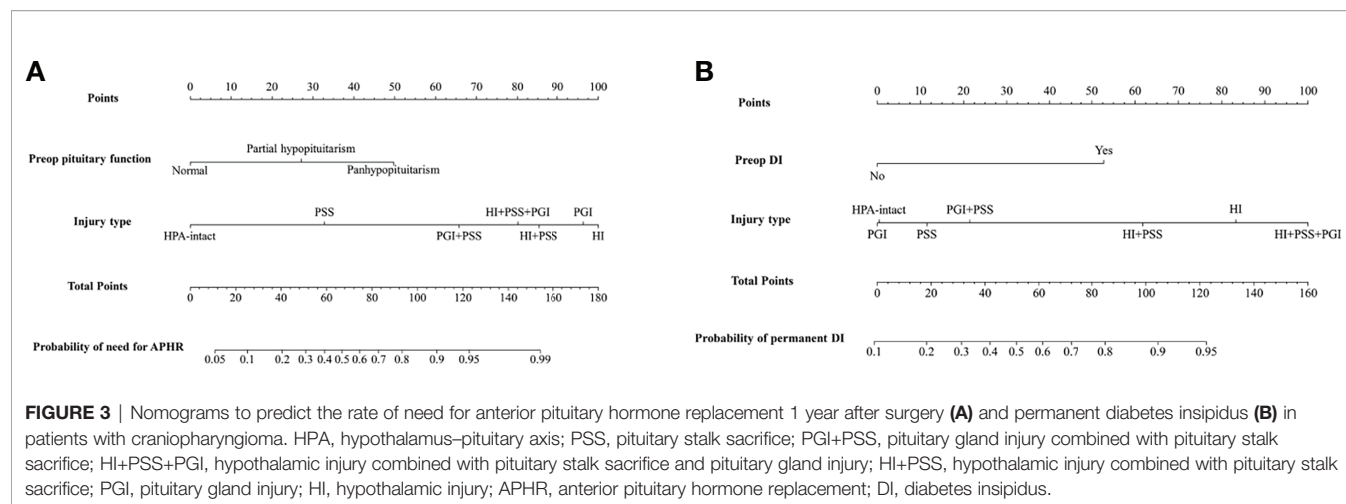 A
Points
0 10 20 30 40 50 60 70 80 90 100
Preop pituitary function
Partial hypopituitarism
Normal
Panhypopituitarism
Injury type
PSS
HI+PSS+PGI
PGI
HPA-intact
PGI+PSS
HI+PSS
HI
Total Points
0 20 40 60 80 100 120 140 160 180
Probability of need for APHR
0.05 0.1 0.2 0.3 0.4 0.5 0.6 0.7 0.8 0.9 0.95 0.99
B
Points
0 10 20 30 40 50 60 70 80 90 100
Preop DI
Yes
No
Injury type
HPA-intact
PGI+PSS
HI
PGI
PSS
HI+PSS
HI+PSS+PGI
Total Points
0 20 40 60 80 100 120 140 160
Probability of permanent DI
0.1 0.2 0.3 0.4 0.5 0.6 0.7 0.8 0.9 0.95
FIGURE 3 | Nomograms to predict the rate of need for anterior pituitary hormone replacement 1 year after surgery (A) and permanent diabetes insipidus (B) in
patients with craniopharyngioma. HPA, hypothalamus–pituitary axis; PSS, pituitary stalk sacrifice; PGI+PSS, pituitary gland injury combined with pituitary stalk
sacrifice; HI+PSS+PGI, hypothalamic injury combined with pituitary stalk sacrifice and pituitary gland injury; HI+PSS, hypothalamic injury combined with pituitary stalk
sacrifice; PGI, pituitary gland injury; HI, hypothalamic injury; APHR, anterior pituitary hormone replacement; DI, diabetes insipidus.